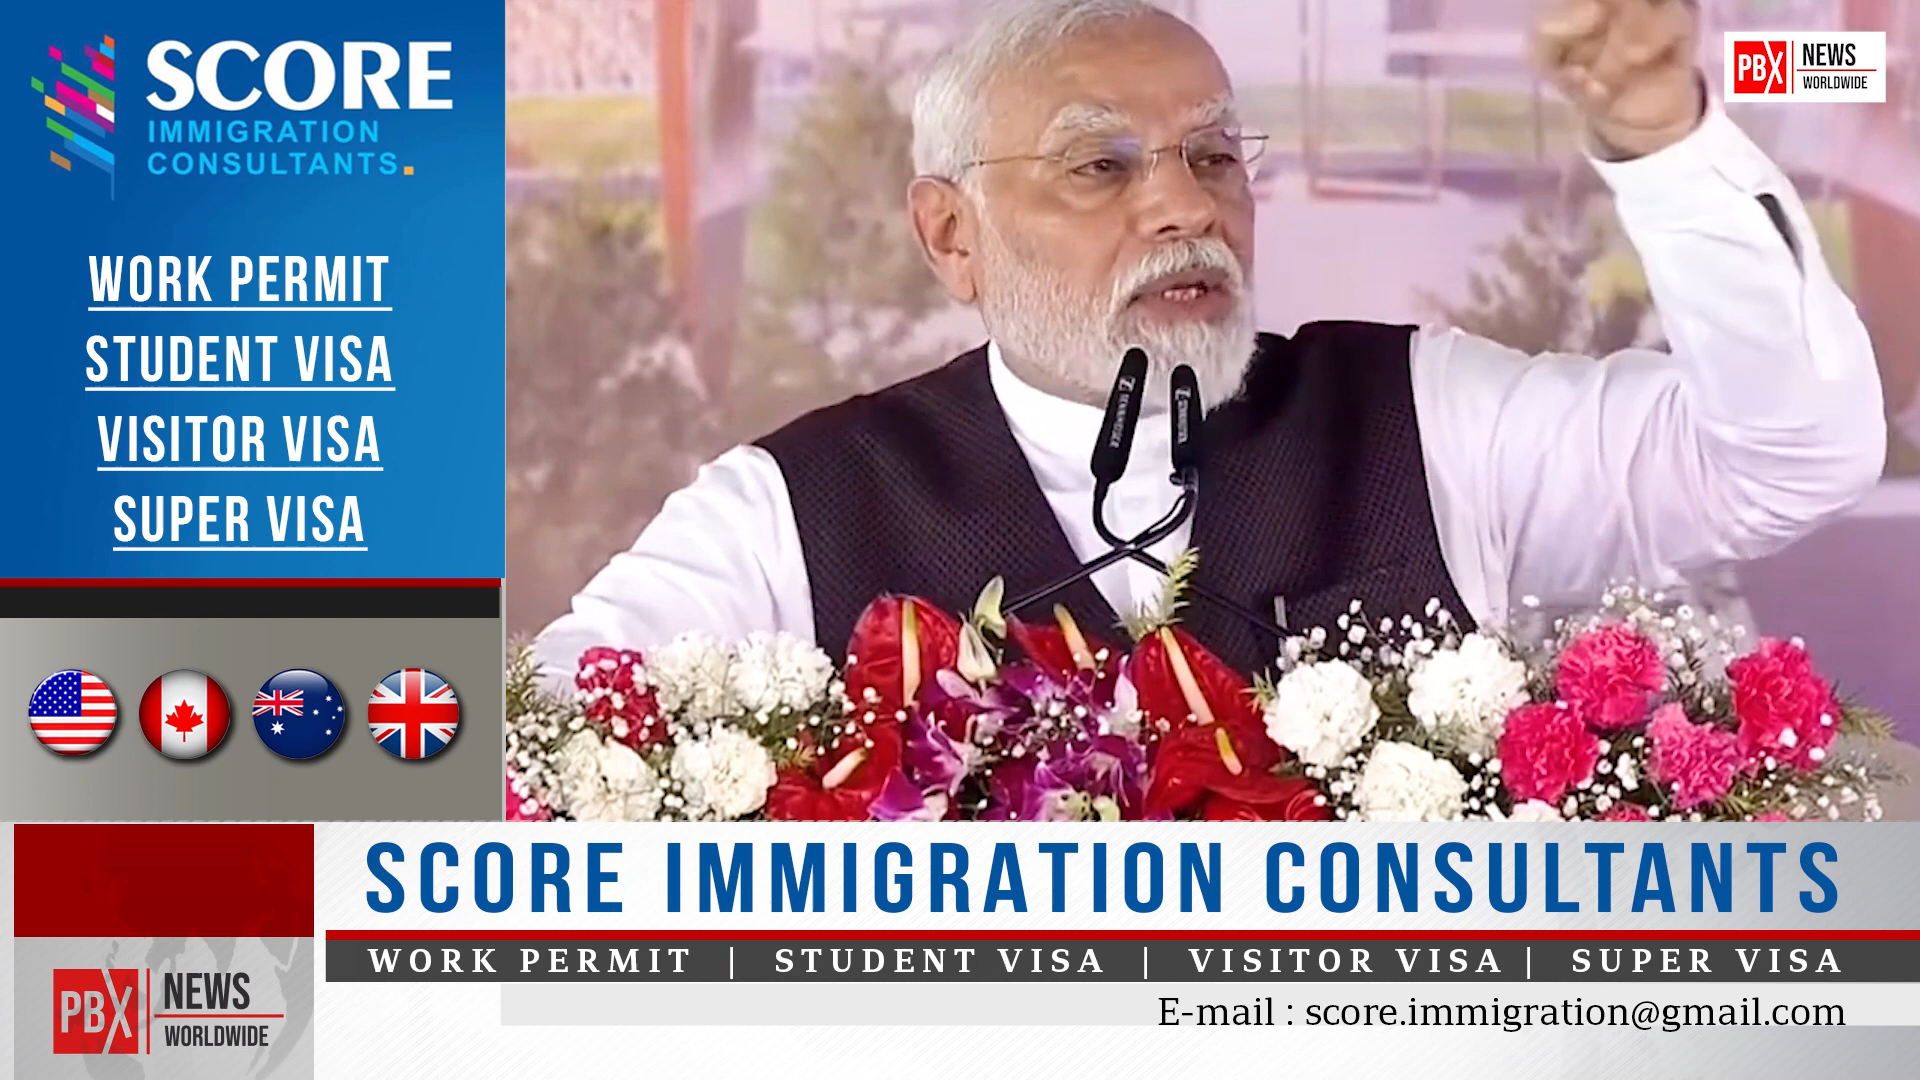 SCORE
IMMIGRATION
CONSULTANTS.
WORK PERMIT
STUDENT VISA
VISITOR VISA
SUPER VISA
PBX NEWS
WORLDWIDE
SENNHEISER
SCORE IMMIGRATION CONSULTANTS
WORK PERMIT | STUDENT VISA | VISITOR VISA | SUPER VISA
E-mail : score.immigration@gmail.com
PBX NEWS
WORLDWIDE